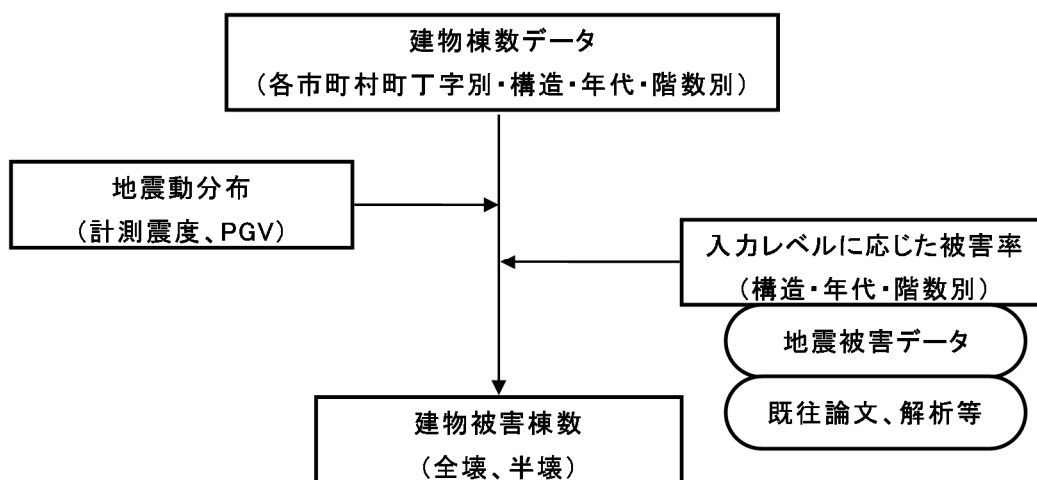 建物棟数データ
(各市町村町丁字別・構造・年代・階数別)
地震動分布
(計測震度、PGV)
入力レベルに応じた被害率
(構造・年代・階数別)
地震被害データ
既往論文、解析等
建物被害棟数
(全壊、半壊)